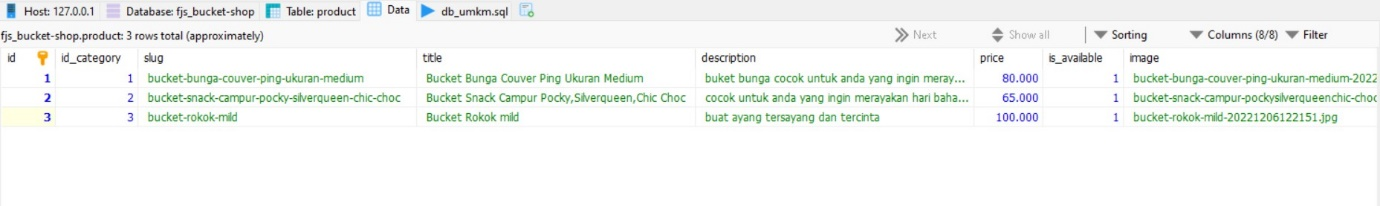 Host: 127.0.0.1 Database: fjs_bucket-shop Table: product Data db_umkm.sql
fjs_bucket-shop.product: 3 rows total (approximately) Next Show all Sorting Columns (8/8) Filter
id id_category slug title description price is_available image
1 1 bucket-bunga-couver-ping-ukuran-medium Bucket Bunga Couver Ping Ukuran Medium buket bunga cocok untuk anda yang ingin meray... 80.000 1 bucket-bunga-couver-ping-ukuran-medium-2022
2 2 bucket-snack-campur-pocky-silverqueen-chic-choc Bucket Snack Campur Pocky,Silverqueen,Chic Choc cocok untuk anda yang ingin merayakan hari baha... 65.000 1 bucket-snack-campur-pockysilverqueenchic-choc
3 3 bucket-rokok-mild Bucket Rokok mild buat ayang tersayang dan tercinta 100.000 1 bucket-rokok-mild-20221206122151.jpg